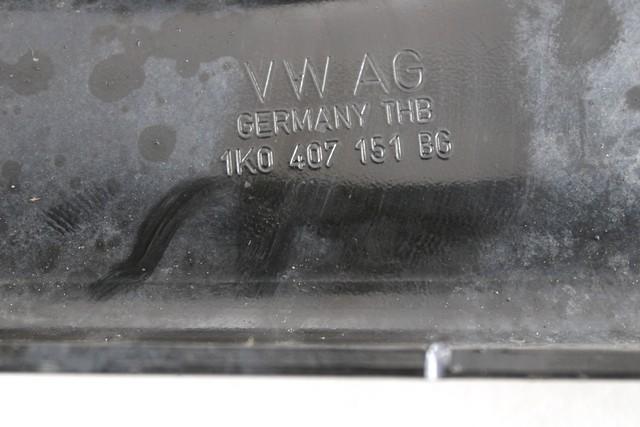 VW AG
GERMANY THB
1K0 407 151 BG